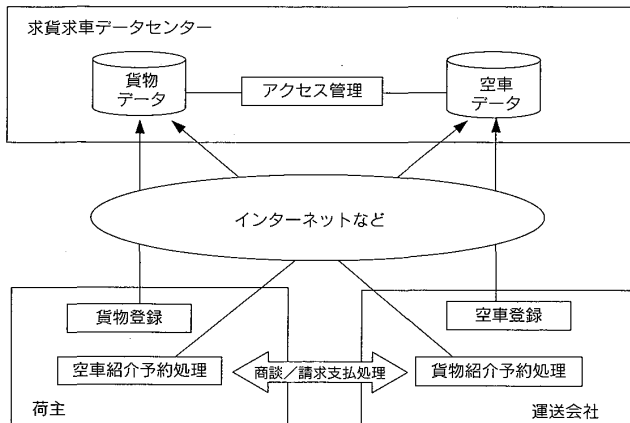 求貨求車データセンター
貨物
データ
アクセス管理
空車
データ
インターネットなど
貨物登録
空車登録
空車紹介予約処理
商談／請求支払処理
貨物紹介予約処理
荷主
運送会社